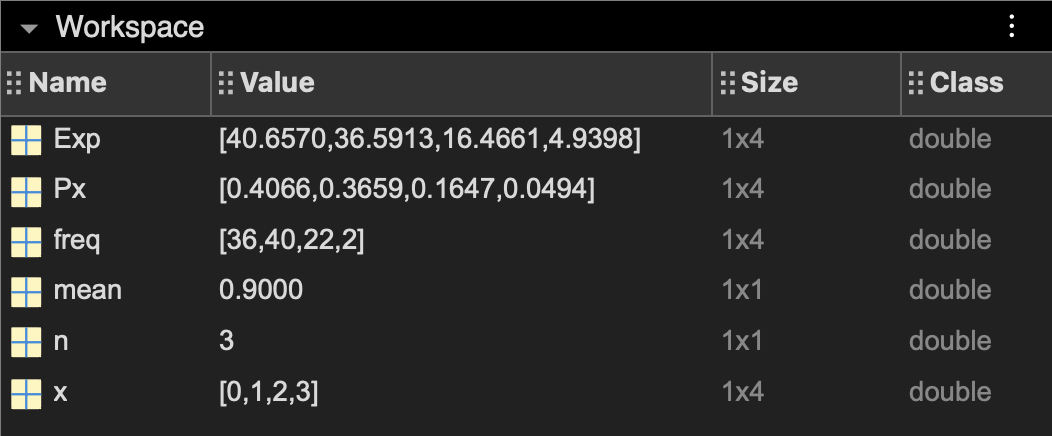 Workspace
Name Value Size Class
Exp [40.6570,36.5913,16.4661,4.9398] 1x4 double
Px [0.4066,0.3659,0.1647,0.0494] 1x4 double
freq [36,40,22,2] 1x4 double
mean 0.9000 1x1 double
n 3 1x1 double
x [0,1,2,3] 1x4 double